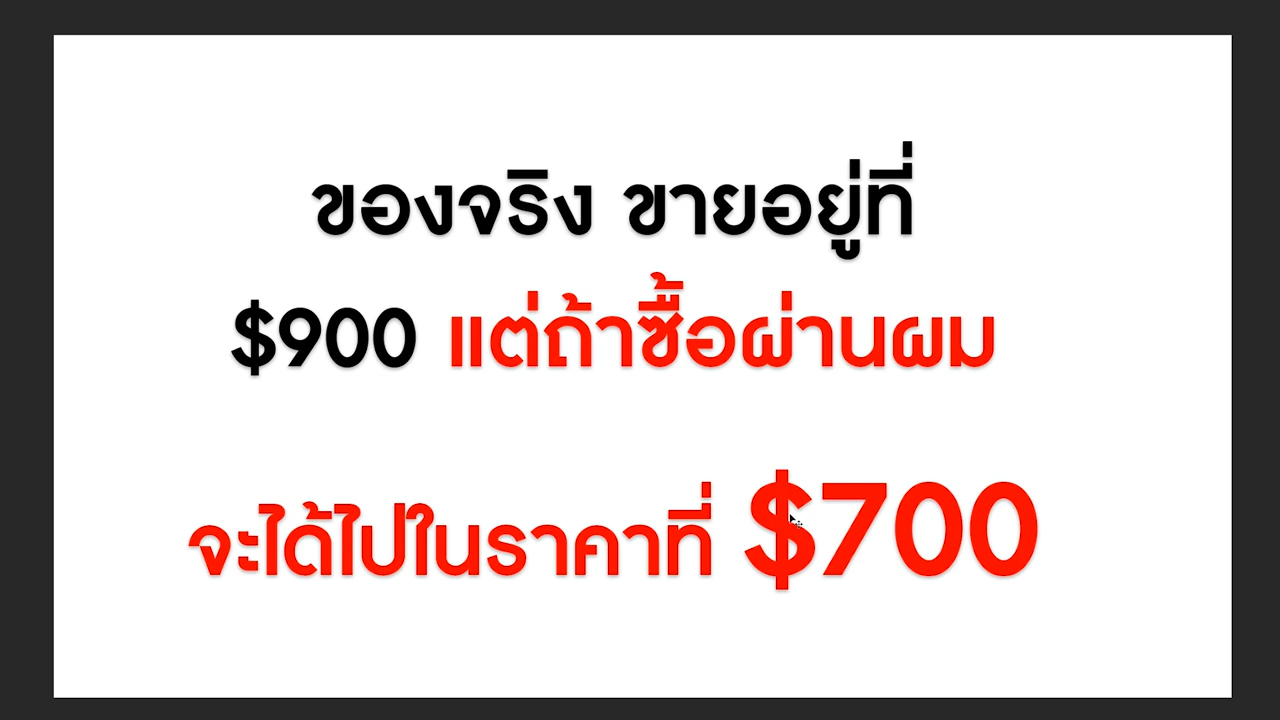 ของจริง ขายอยู่ที่
$900 แต่ถ้าซื้อผ่านผม
จะได้ไปในราคาที่ $700